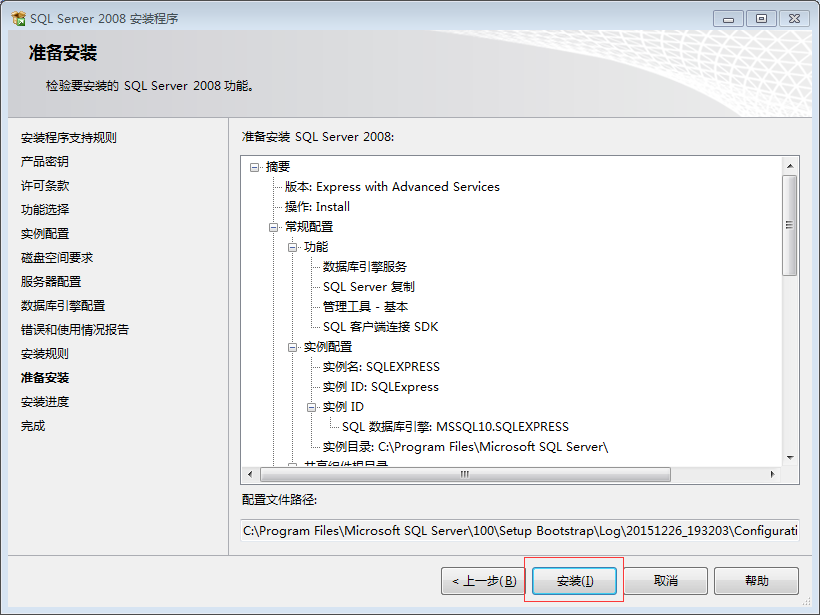 SQL Server 2008 安装程序
准备安装
检验要安装的 SQL Server 2008 功能。
安装程序支持规则
产品密钥
许可条款
功能选择
实例配置
磁盘空间要求
服务器配置
数据库引擎配置
错误和使用情况报告
安装规则
准备安装
安装进度
完成
准备安装 SQL Server 2008:
摘要
版本: Express with Advanced Services
操作: Install
常规配置
功能
数据库引擎服务
SQL Server 复制
管理工具 - 基本
SQL 客户端连接 SDK
实例配置
实例名: SQLEXPRESS
实例 ID: SQLExpress
实例 ID
SQL 数据库引擎: MSSQL10.SQLEXPRESS
实例目录: C:\Program Files\Microsoft SQL Server\
共享组件根目录
配置文件路径:
C:\Program Files\Microsoft SQL Server\100\Setup Bootstrap\Log\20151226_193203\Configurati
< 上一步(B)
安装(I)
取消
帮助